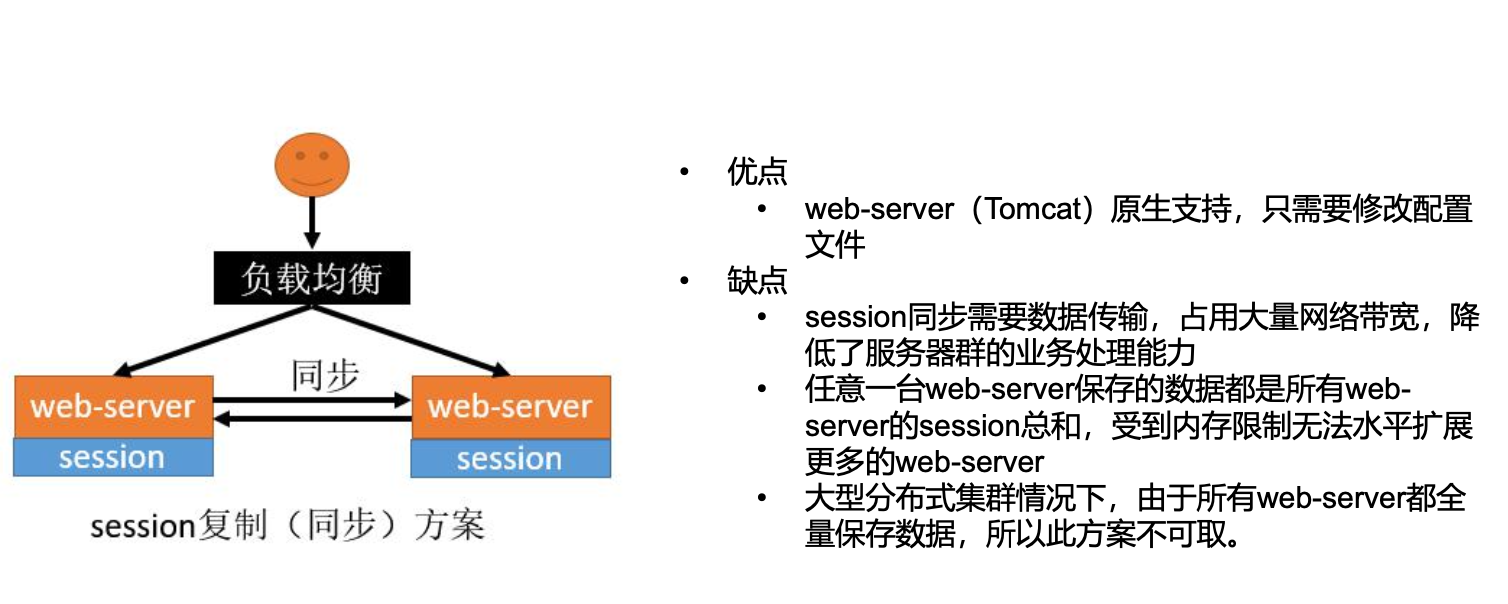 负载均衡
同步
web-server
web-server
session
session
session复制（同步）方案
• 优点
• web-server（Tomcat）原生支持，只需要修改配置
文件
• 缺点
• session同步需要数据传输，占用大量网络带宽，降
低了服务器群的业务处理能力
• 任意一台web-server保存的数据都是所有web-
server的session总和，受到内存限制无法水平扩展
更多的web-server
• 大型分布式集群情况下，由于所有web-server都全
量保存数据，所以此方案不可取。